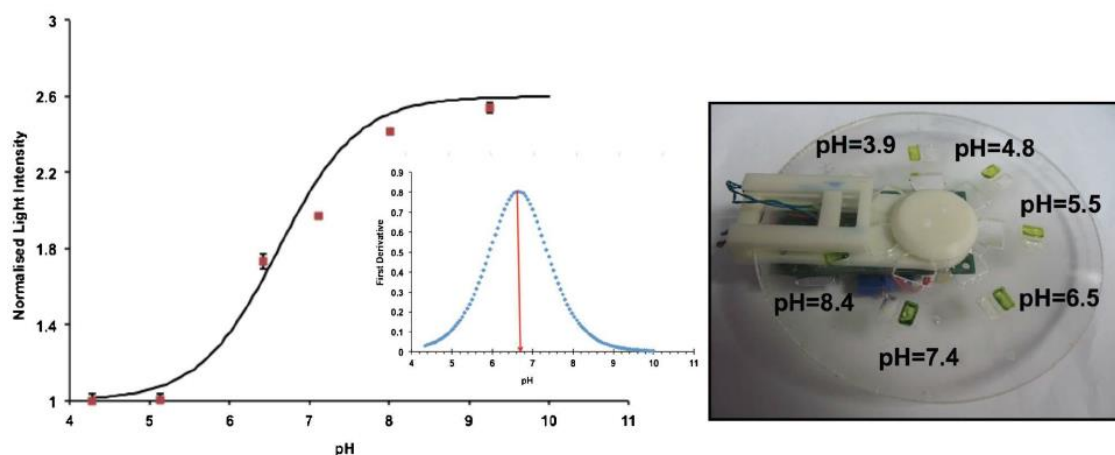 3
2.6
2.2
1.8
1.4
1
Normalised Light Intensity
4 5 6 7 8 9 10 11
pH
0.9
0.8
0.7
0.6
0.5
0.4
0.3
0.2
0.1
0
First Derivative
4 5 6 7 8 9 10 11
pH
pH=3.9 pH=4.8
pH=5.5
pH=8.4 pH=6.5
pH=7.4